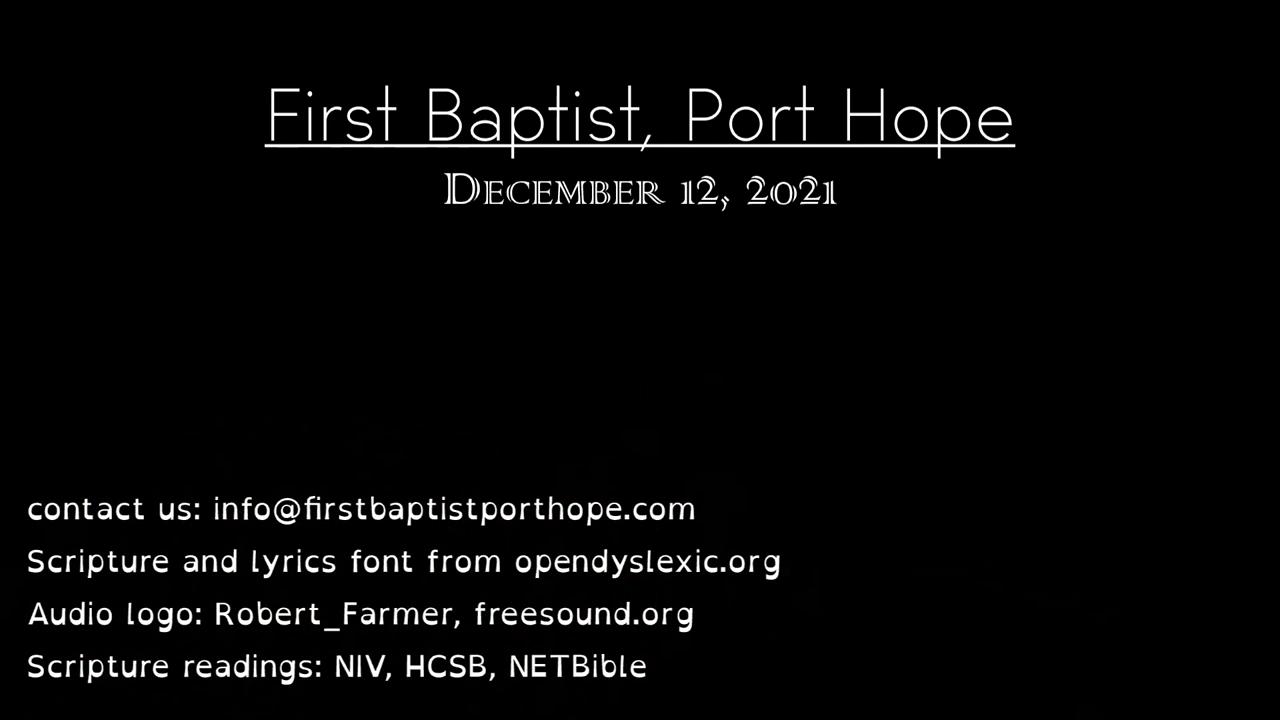 First Baptist, Port Hope
December 12, 2021
contact us: info@firstbaptistporthope.com
Scripture and lyrics font from opendyslexic.org
Audio logo: Robert_Farmer, freesound.org
Scripture readings: NIV, HCSB, NETBible